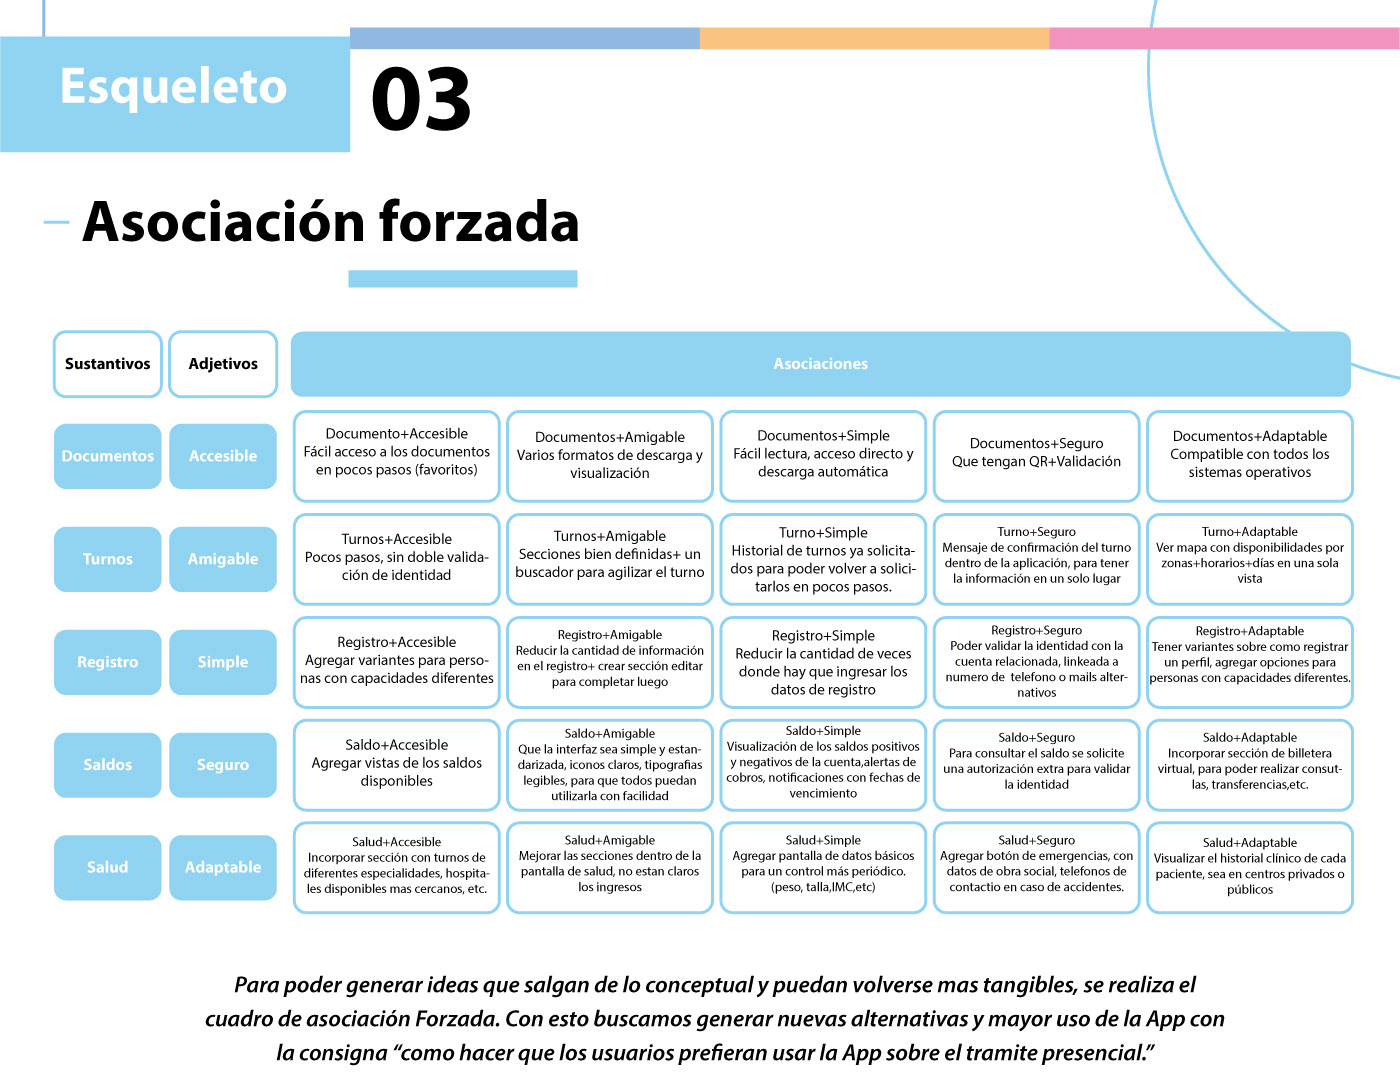 Esqueleto
03
Asociación forzada
Sustantivos
Adjetivos
Asociaciones
Documentos
Accesible
Documento+Accesible
Fácil acceso a los documentos
en pocos pasos (favoritos)
Documentos+Amigable
Varios formatos de descarga y
visualización
Documentos+Simple
Fácil lectura, acceso directo y
descarga automática
Documentos+Seguro
Que tengan QR+Validación
Documentos+Adaptable
Compatible con todos los
sistemas operativos
Turnos
Amigable
Turnos+Accesible
Pocos pasos, sin doble valida-
ción de identidad
Turnos+Amigable
Secciones bien definidas+ un
buscador para agilizar el turno
Turno+Simple
Historial de turnos ya solicita-
dos para poder volver a solici-
tarlos en pocos pasos.
Turno+Seguro
Mensaje de confirmación del turno
dentro de la aplicación, para tener
la información en un solo lugar
Turno+Adaptable
Ver mapa con disponibilidades por
zonas+horarios+días en una sola
vista
Registro
Simple
Registro+Accesible
Agregar variantes para perso-
nas con capacidades diferentes
Registro+Amigable
Reducir la cantidad de información
en el registro+ crear sección editar
para completar luego
Registro+Simple
Reducir la cantidad de veces
donde hay que ingresar los
datos de registro
Registro+Seguro
Poder validar la identidad con la
cuenta relacionada, linkeada a
numero de  telefono o mails alter-
nativos
Registro+Adaptable
Tener variantes sobre como registrar
un perfil, agregar opciones para
personas con capacidades diferentes.
Saldos
Seguro
Saldo+Accesible
Agregar vistas de los saldos
disponibles
Saldo+Amigable
Que la interfaz sea simple y estan-
darizada, iconos claros, tipografias
legibles, para que todos puedan
utilizarla con facilidad
Saldo+Simple
Visualización de los saldos positivos
y negativos de la cuenta,alertas de
cobros, notificaciones con fechas de
vencimiento
Saldo+Seguro
Para consultar el saldo se solicite
una autorización extra para validar
la identidad
Saldo+Adaptable
Incorporar sección de billetera
virtual, para poder realizar consut-
las, transferencias,etc.
Salud
Adaptable
Salud+Accesible
Incorporar sección con turnos de
diferentes especialidades, hospita-
les disponibles mas cercanos, etc.
Salud+Amigable
Mejorar las secciones dentro de la
pantalla de salud, no estan claros
los ingresos
Salud+Simple
Agregar pantalla de datos básicos
para un control más periódico.
(peso, talla,IMC,etc)
Salud+Seguro
Agregar botón de emergencias, con
datos de obra social, telefonos de
contactio en caso de accidentes.
Salud+Adaptable
Visualizar el historial clínico de cada
paciente, sea en centros privados o
públicos
Para poder generar ideas que salgan de lo conceptual y puedan volverse mas tangibles, se realiza el
cuadro de asociación Forzada. Con esto buscamos generar nuevas alternativas y mayor uso de la App con
la consigna “como hacer que los usuarios prefieran usar la App sobre el tramite presencial.”